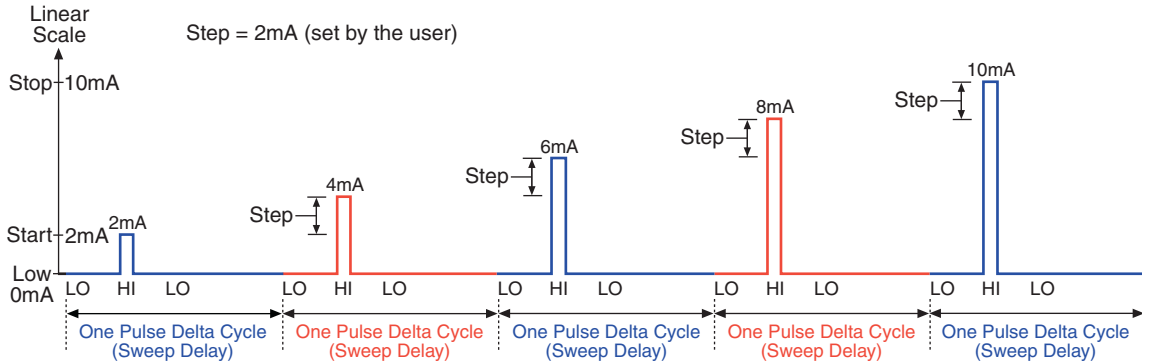 Linear
Scale
Step = 2mA (set by the user)
Stop 10mA
10mA
Step
8mA
Step
6mA
Step
4mA
Step
Start 2mA
2mA
Low
0mA
LO HI LO LO HI LO LO HI LO LO HI LO LO HI LO
One Pulse Delta Cycle
(Sweep Delay)
One Pulse Delta Cycle
(Sweep Delay)
One Pulse Delta Cycle
(Sweep Delay)
One Pulse Delta Cycle
(Sweep Delay)
One Pulse Delta Cycle
(Sweep Delay)